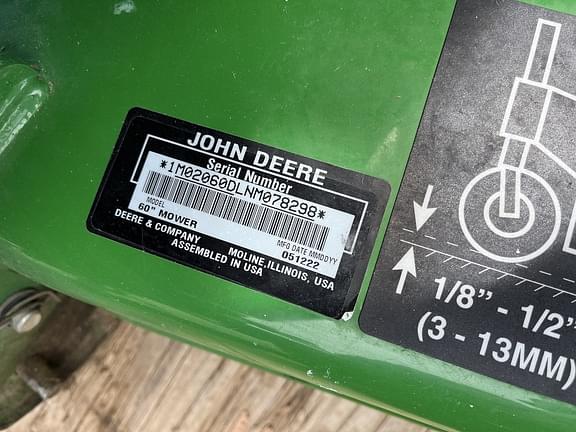 JOHN DEERE
Serial Number
*1M02060DLNM078298*
MODEL
60" MOWER
MFG DATE MMDDYY
051222
DEERE & COMPANY MOLINE, ILLINOIS, USA
ASSEMBLED IN USA
1/8” - 1/2”
(3 - 13MM)